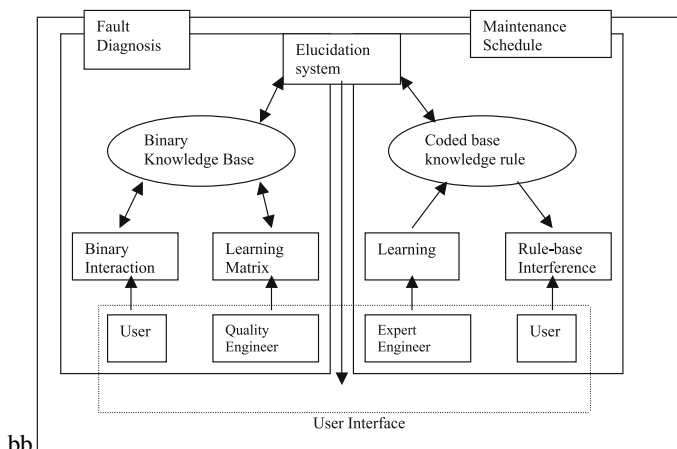 Fault
Diagnosis
Elucidation
system
Maintenance
Schedule
Binary
Knowledge Base
Coded base
knowledge rule
Binary
Interaction
Learning
Matrix
Learning
Rule-base
Interference
User
Quality
Engineer
Expert
Engineer
User
User Interface
bb